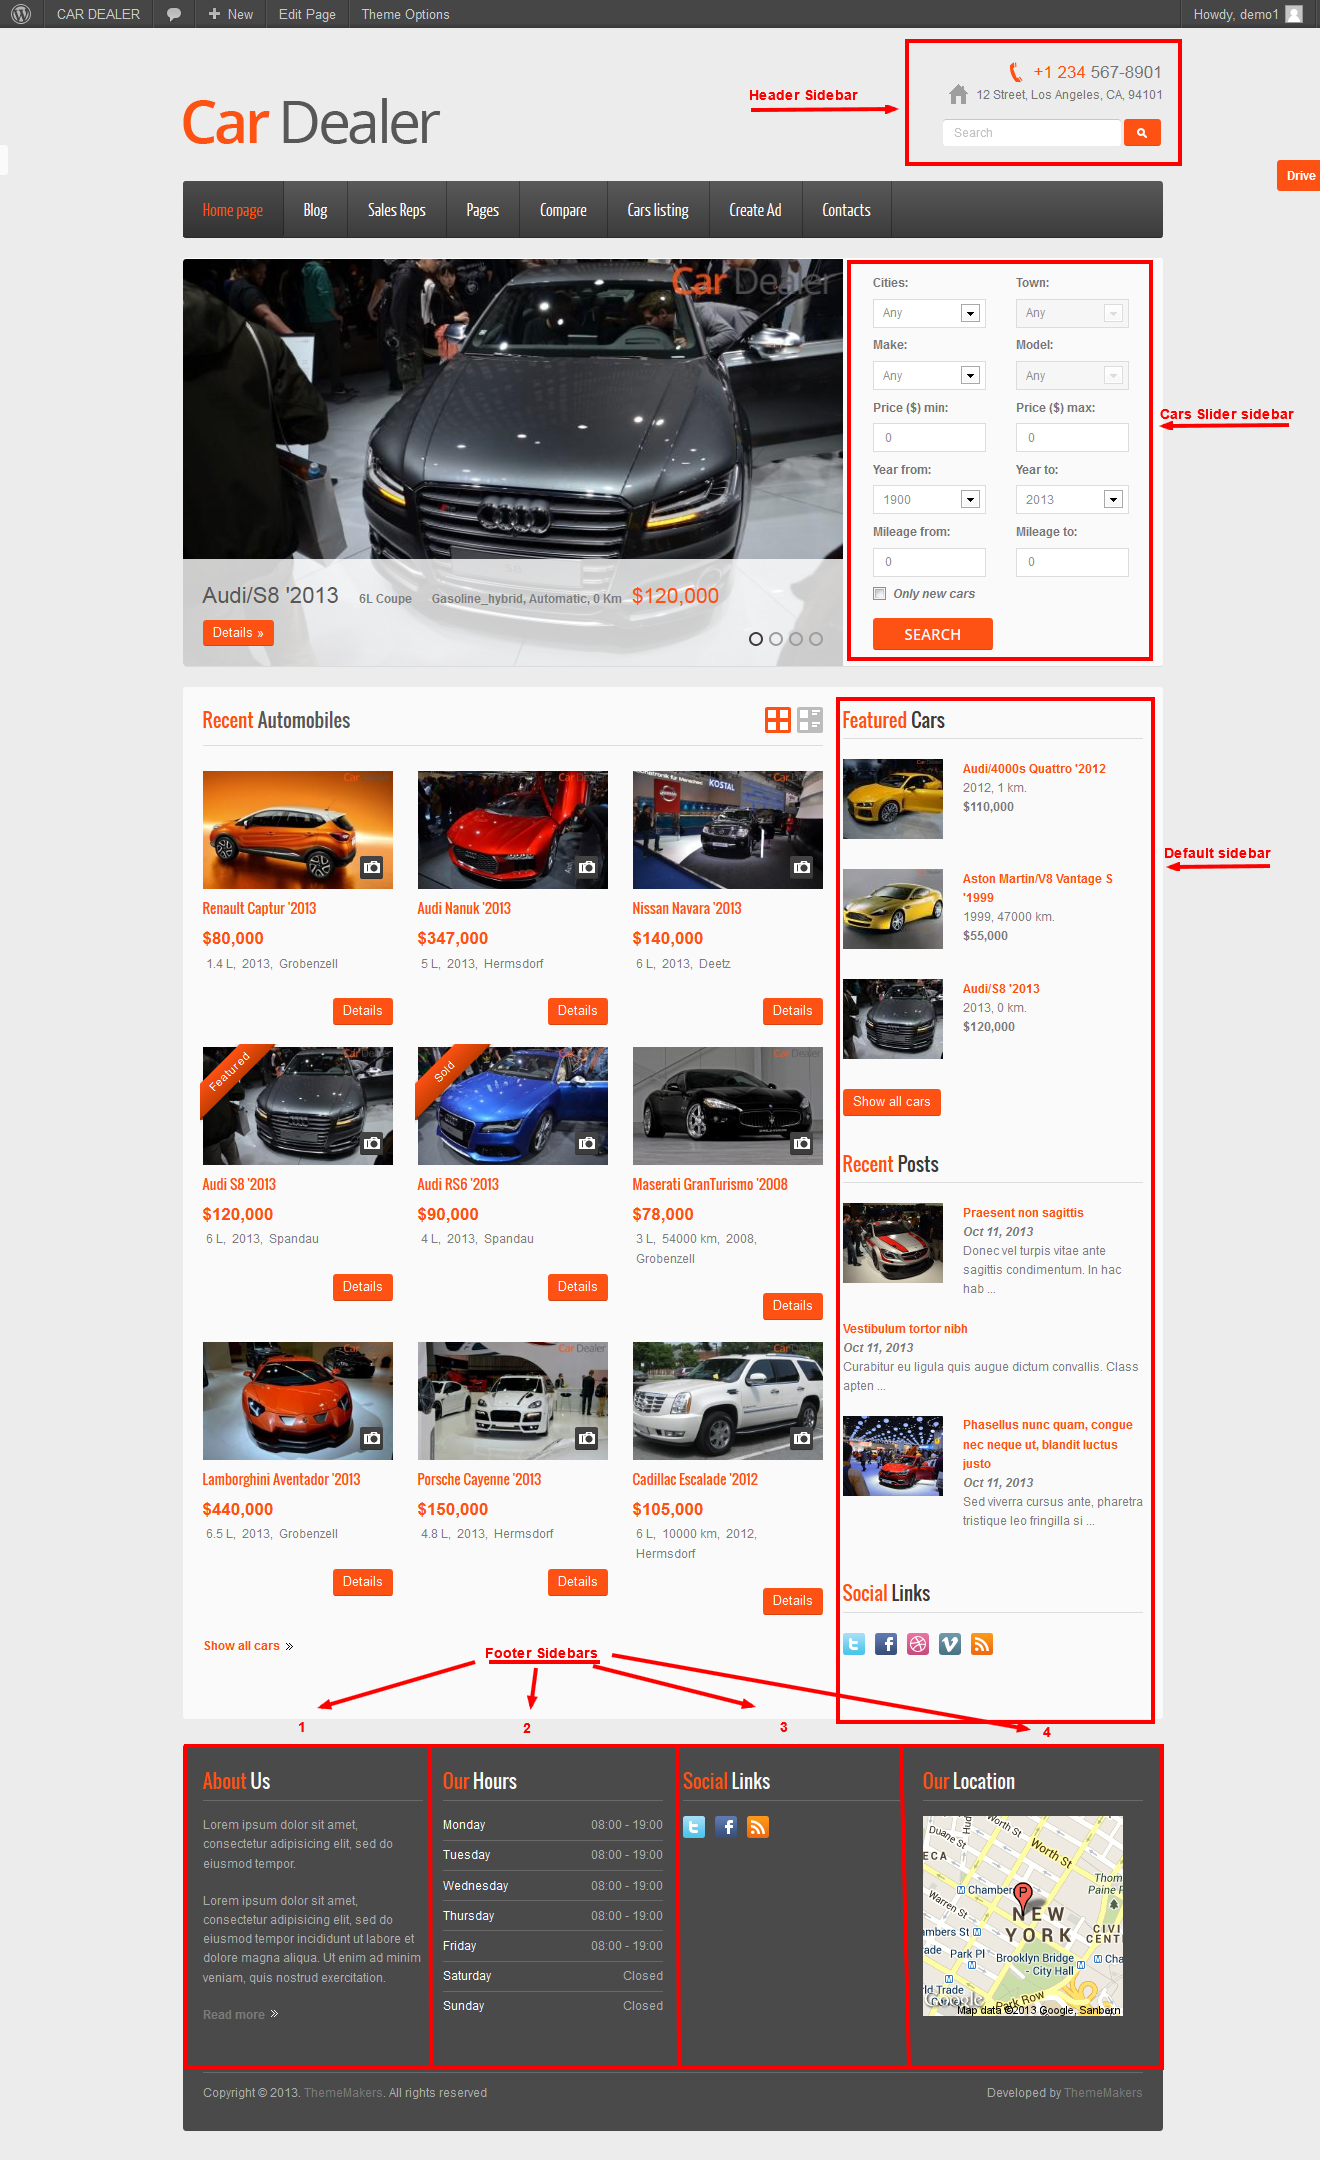 CAR DEALER
New
Edit Page
Theme Options
Howdy, demo1
Header Sidebar
+1 234 567-8901
12 Street, Los Angeles, CA, 94101
Search
Car Dealer
Drive
Home page
Blog
Sales Reps
Pages
Compare
Cars listing
Create Ad
Contacts
Car Dealer
Audi/S8 '2013
6L Coupe
Gasoline_hybrid, Automatic, 0 Km
$120,000
Details »
Cities:
Town:
Any
Any
Make:
Model:
Any
Any
Price ($) min:
Price ($) max:
0
0
Year from:
Year to:
1900
2013
Mileage from:
Mileage to:
0
0
Only new cars
SEARCH
Cars Slider sidebar
Recent Automobiles
Renault Captur '2013
$80,000
1.4 L, 2013, Grobenzell
Details
Audi Nanuk '2013
$347,000
5 L, 2013, Hermsdorf
Details
KOSTAL
Nissan Navara '2013
$140,000
6 L, 2013, Deetz
Details
Featured
Audi S8 '2013
$120,000
6 L, 2013, Spandau
Details
Sold
Audi RS6 '2013
$90,000
4 L, 2013, Spandau
Details
Car Dealer
Maserati GranTurismo '2008
$78,000
3 L, 54000 km, 2008,
Grobenzell
Details
Car Dealer
Lamborghini Aventador '2013
$440,000
6.5 L, 2013, Grobenzell
Details
Car Dealer
Porsche Cayenne '2013
$150,000
4.8 L, 2013, Hermsdorf
Details
Cadillac Escalade '2012
$105,000
6 L, 10000 km, 2012,
Hermsdorf
Details
Show all cars
Featured Cars
Audi/4000s Quattro '2012
2012, 1 km.
$110,000
Aston Martin/V8 Vantage S
'1999
1999, 47000 km.
$55,000
Audi/S8 '2013
2013, 0 km.
$120,000
Show all cars
Default sidebar
Recent Posts
Praesent non sagittis
Oct 11, 2013
Donec vel turpis vitae ante
sagittis condimentum. In hac
hab ...
Vestibulum tortor nibh
Oct 11, 2013
Curabitur eu ligula quis augue dictum convallis. Class
apten ...
Phasellus nunc quam, congue
nec neque ut, blandit luctus
justo
Oct 11, 2013
Sed viverra cursus ante, pharetra
tristique leo fringilla si ...
Social Links
Footer Sidebars
1
2
3
4
About Us
Lorem ipsum dolor sit amet,
consectetur adipisicing elit, sed do
eiusmod tempor.
Lorem ipsum dolor sit amet,
consectetur adipisicing elit, sed do
eiusmod tempor incididunt ut labore et
dolore magna aliqua. Ut enim ad minim
veniam, quis nostrud exercitation.
Read more
Our Hours
Monday 08:00 - 19:00
Tuesday 08:00 - 19:00
Wednesday 08:00 - 19:00
Thursday 08:00 - 19:00
Friday 08:00 - 19:00
Saturday Closed
Sunday Closed
Social Links
Our Location
Duane St
Worth St
Worth St
ECA
Thom
Paine P
Chamber
P
Warren St
NEW
YORK
CIVI
CENT
mbers St
ade
Park Pl
Brooklyn Bridge
- City Hall
Cha
ld Trade
Center
Park Row
Google
Map data ©2013 Google, Sanborn
Copyright © 2013. ThemeMakers. All rights reserved
Developed by ThemeMakers